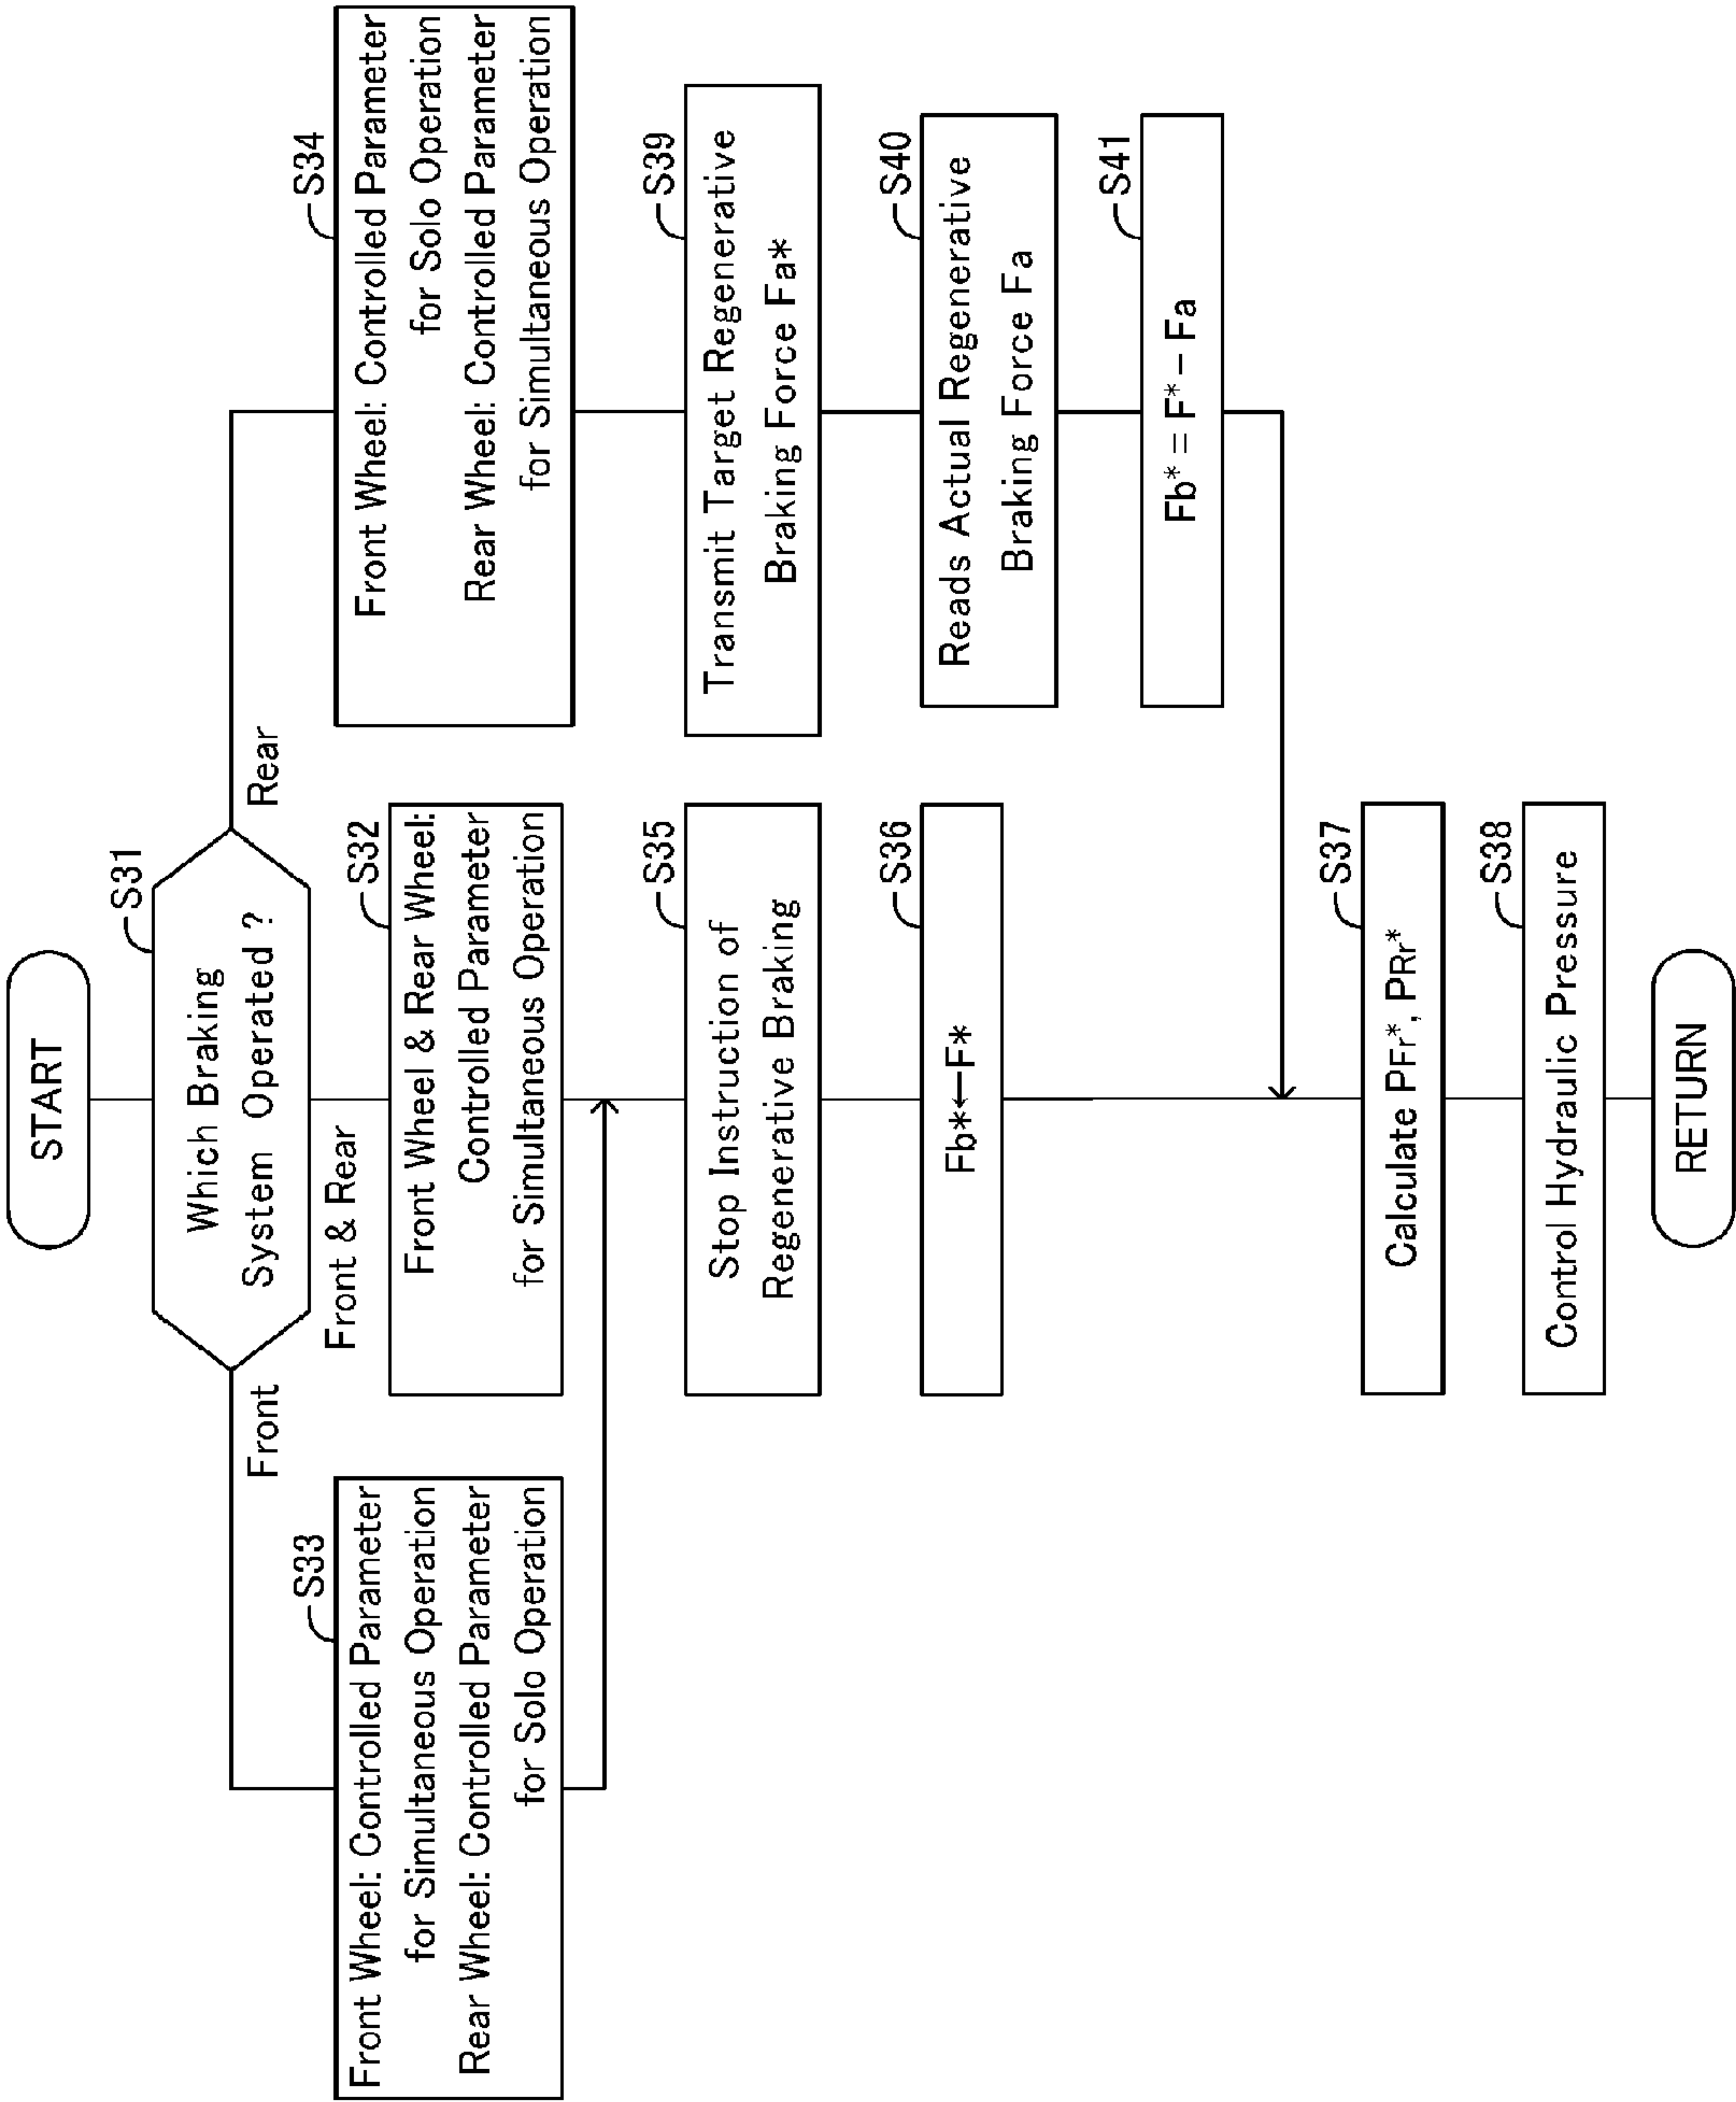 START
S31
Which Braking
System Operated ?
Front
Front & Rear
Rear
S33
Front Wheel: Controlled Parameter
for Simultaneous Operation
Rear Wheel: Controlled Parameter
for Solo Operation
S32
Front Wheel & Rear Wheel:
Controlled Parameter
for Simultaneous Operation
S34
Front Wheel: Controlled Parameter
for Solo Operation
Rear Wheel: Controlled Parameter
for Simultaneous Operation
S35
Stop Instruction of
Regenerative Braking
S39
Transmit Target Regenerative
Braking Force Fa*
S36
Fb*←F*
S40
Reads Actual Regenerative
Braking Force Fa
S41
Fb* = F* − Fa
S37
Calculate PFr*, PRr*
S38
Control Hydraulic Pressure
RETURN